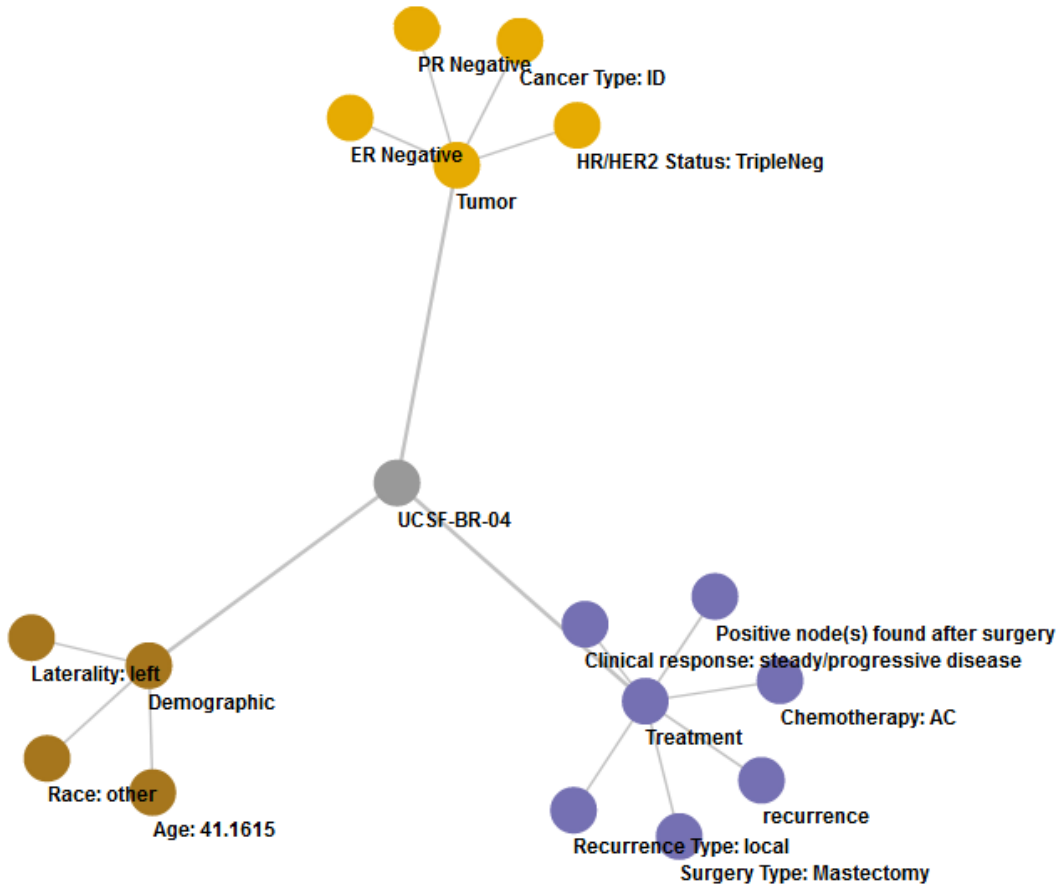 PR Negative
Cancer Type: ID
ER Negative
HR/HER2 Status: TripleNeg
Tumor
UCSF-BR-04
Positive node(s) found after surgery
Clinical response: steady/progressive disease
Laterality: left
Demographic
Chemotherapy: AC
Treatment
Race: other
recurrence
Age: 41.1615
Recurrence Type: local
Surgery Type: Mastectomy